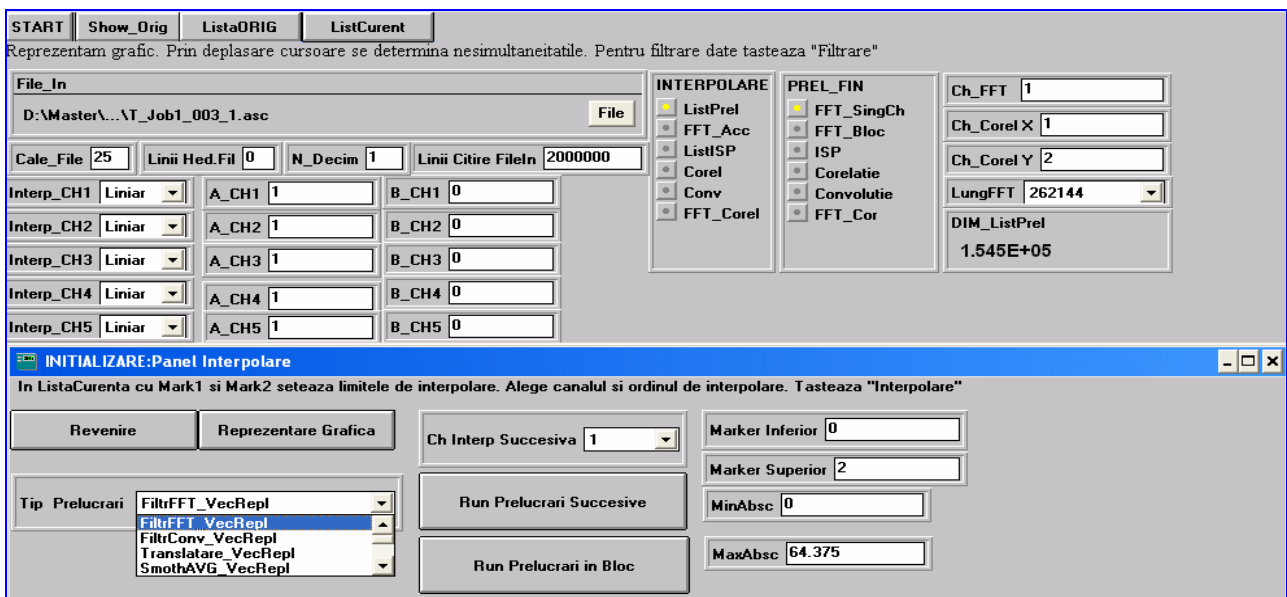 START Show_Orig ListaORIG ListCurent
Reprezentam grafic. Prin deplasare cursoare se determina nesimultaneitatile. Pentru filtrare date tasteaza "Filtrare"
File_In
D:\Master/...\T_Job1_003_1.asc File
Cale_File 25 Linii Hed.Fil 0 N_Decim 1 Linii Citire FileIn 2000000
Interp_CH1 Liniar A_CH1 1 B_CH1 0
Interp_CH2 Liniar A_CH2 1 B_CH2 0
Interp_CH3 Liniar A_CH3 1 B_CH3 0
Interp_CH4 Liniar A_CH4 1 B_CH4 0
Interp_CH5 Liniar A_CH5 1 B_CH5 0
INTERPOLARE
ListPrel
FFT_Acc
ListISP
Corel
Conv
FFT_Corel
PREL_FIN
FFT_SingCh
FFT_Bloc
ISP
Corelatie
Convolutie
FFT_Cor
Ch_FFT 1
Ch_Corel X 1
Ch_Corel Y 2
LungFFT 262144
DIM_ListPrel
1.545E+05
INITIALIZARE:Panel Interpolare
In ListaCurenta cu Mark1 si Mark2 seteaza limitele de interpolare. Alege canalul si ordinul de interpolare. Tasteaza "Interpolare"
Revenire Reprezentare Grafica
Tip Prelucrari FiltrFFT_VecRepl
FiltrFFT_VecRepl
FiltrConv_VecRepl
Translatare_VecRepl
SmothAVG_VecRepl
Ch Interp Succesiva 1
Run Prelucrari Succesive
Run Prelucrari in Bloc
Marker Inferior 0
Marker Superior 2
MinAbsc 0
MaxAbsc 64.375